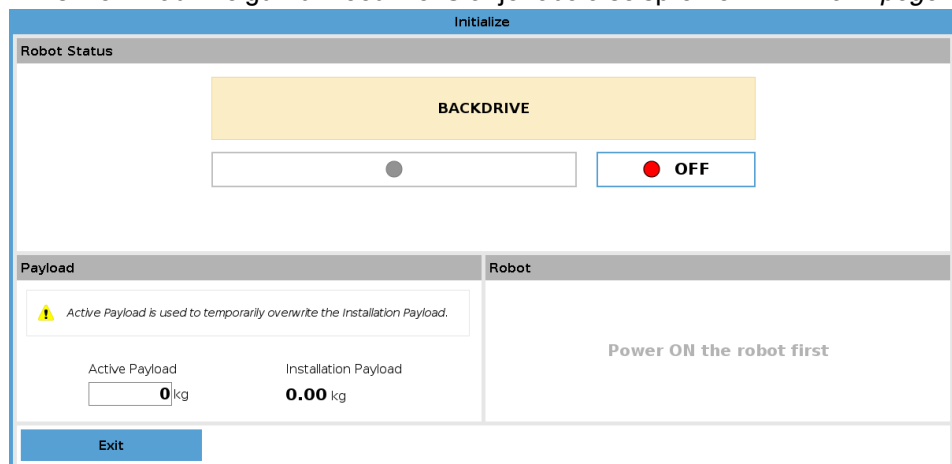 Initialize
Robot Status
BACKDRIVE
OFF
Payload
Robot
Active Payload is used to temporarily overwrite the Installation Payload.
Power ON the robot first
Active Payload
Installation Payload
0 kg
0.00 kg
Exit